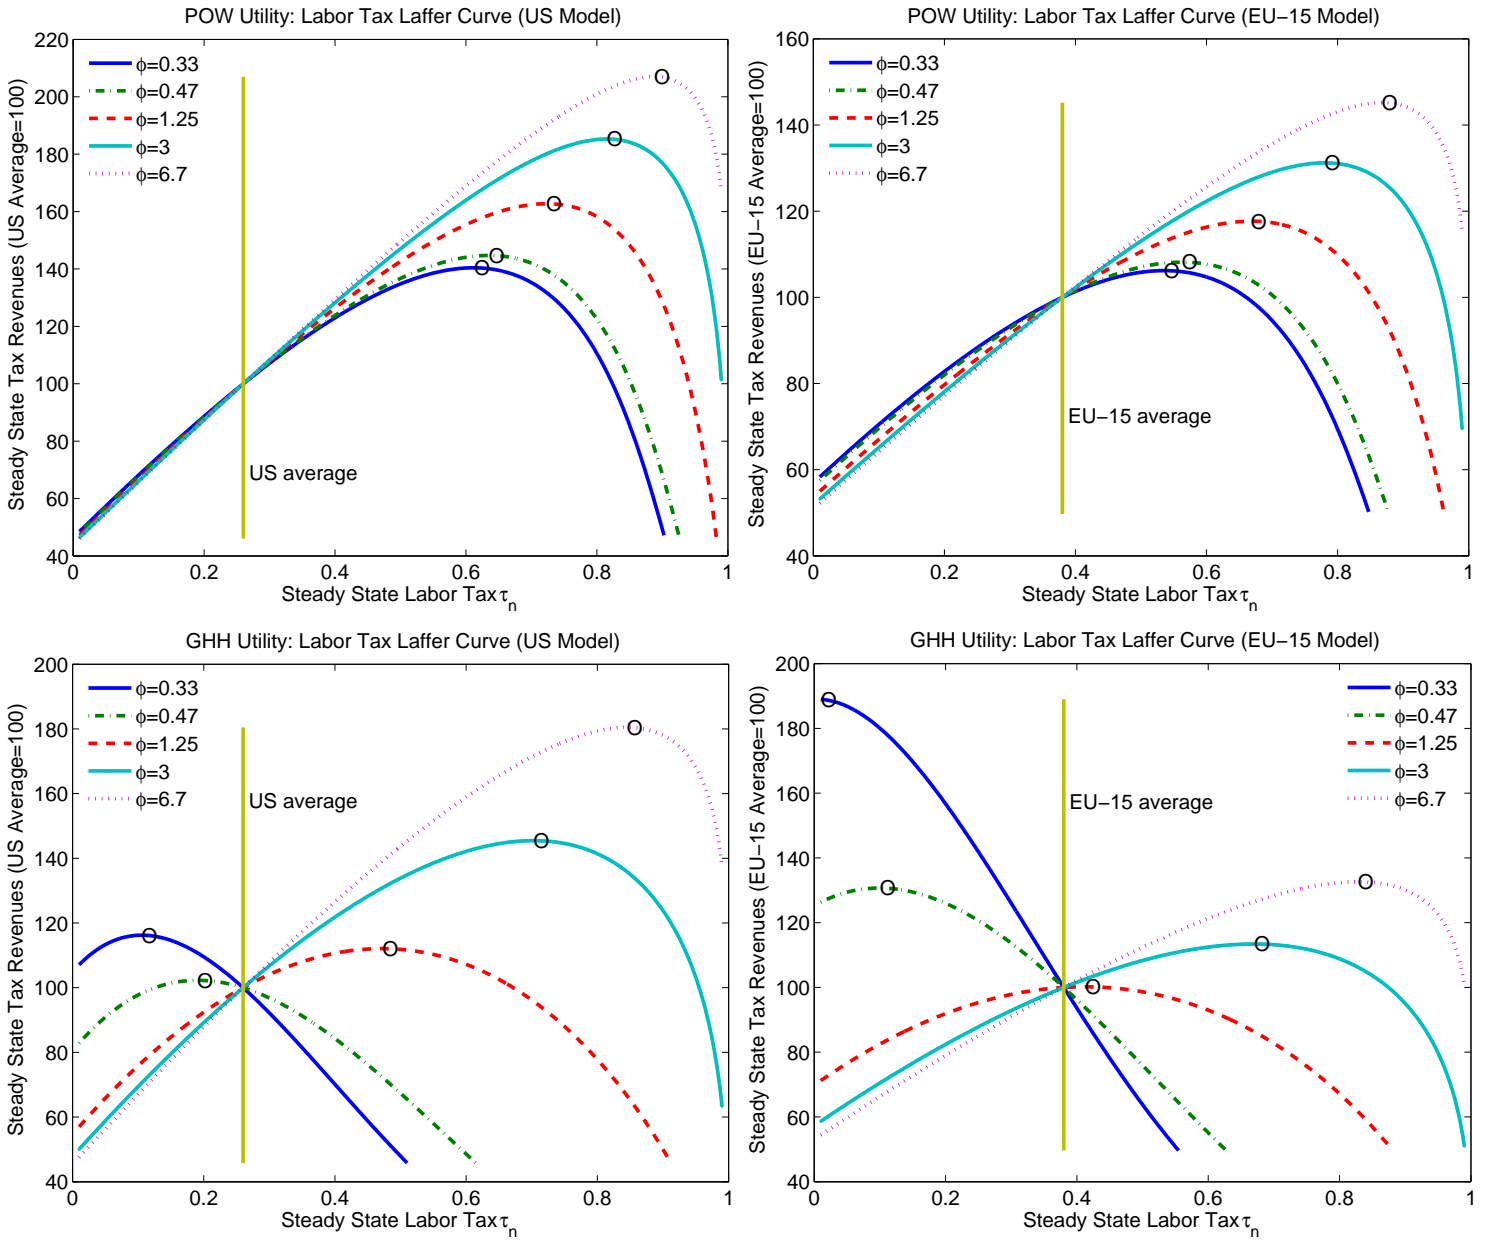 POW Utility: Labor Tax Laffer Curve (US Model)
Steady State Tax Revenues (US Average=100)
220
200
180
160
140
120
100
80
60
40
ϕ=0.33
ϕ=0.47
ϕ=1.25
ϕ=3
ϕ=6.7
US average
0 0.2 0.4 0.6 0.8 1
Steady State Labor Tax τn
POW Utility: Labor Tax Laffer Curve (EU−15 Model)
Steady State Tax Revenues (EU−15 Average=100)
160
140
120
100
80
60
40
ϕ=0.33
ϕ=0.47
ϕ=1.25
ϕ=3
ϕ=6.7
EU−15 average
0 0.2 0.4 0.6 0.8 1
Steady State Labor Tax τn
GHH Utility: Labor Tax Laffer Curve (US Model)
Steady State Tax Revenues (US Average=100)
200
180
160
140
120
100
80
60
40
ϕ=0.33
ϕ=0.47
ϕ=1.25
ϕ=3
ϕ=6.7
US average
0 0.2 0.4 0.6 0.8 1
Steady State Labor Tax τn
GHH Utility: Labor Tax Laffer Curve (EU−15 Model)
Steady State Tax Revenues (EU−15 Average=100)
200
180
160
140
120
100
80
60
40
ϕ=0.33
ϕ=0.47
ϕ=1.25
ϕ=3
ϕ=6.7
EU−15 average
0 0.2 0.4 0.6 0.8 1
Steady State Labor Tax τn